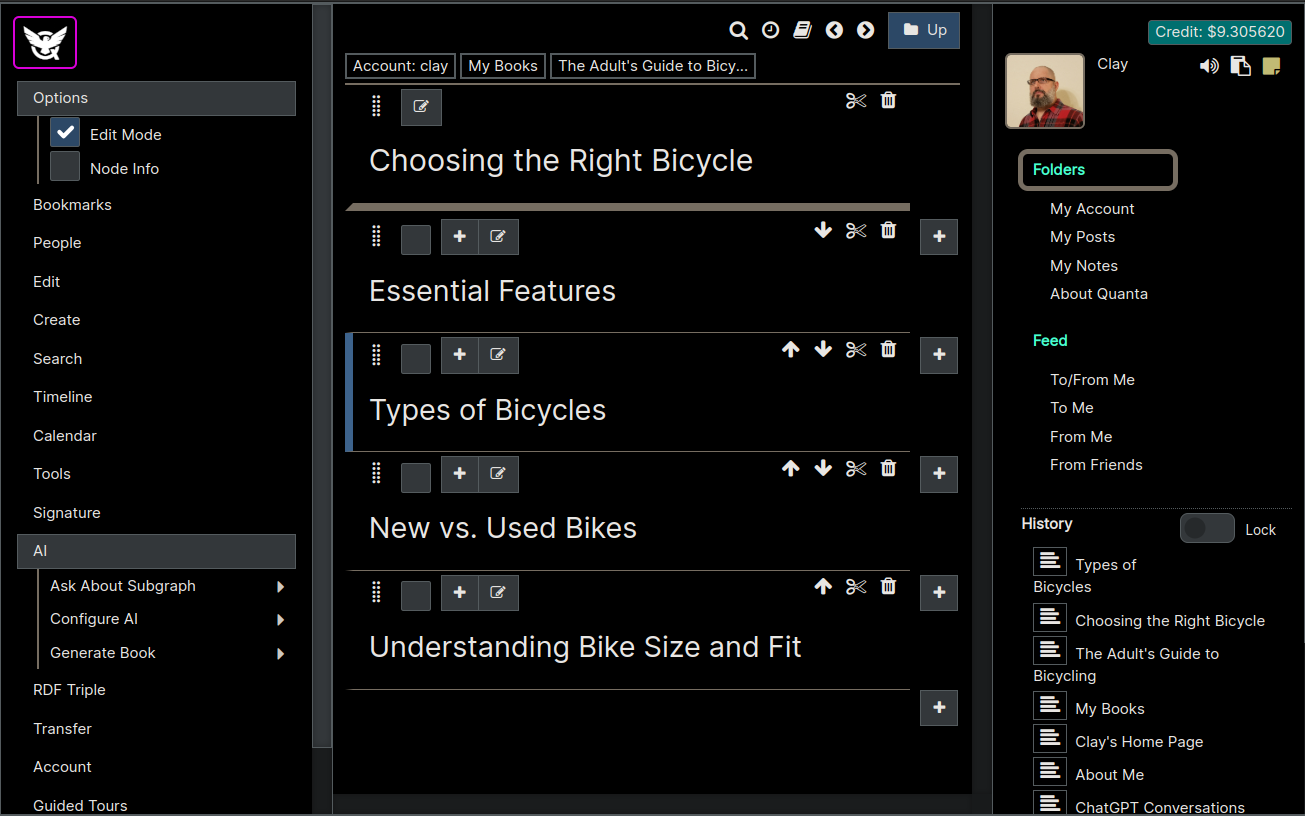 Options
Edit Mode
Node Info
Bookmarks
People
Edit
Create
Search
Timeline
Calendar
Tools
Signature
AI
Ask About Subgraph
Configure AI
Generate Book
RDF Triple
Transfer
Account
Guided Tours
Up
Account: clay
My Books
The Adult's Guide to Bicy...
Choosing the Right Bicycle
Essential Features
Types of Bicycles
New vs. Used Bikes
Understanding Bike Size and Fit
Credit: $9.305620
Clay
Folders
My Account
My Posts
My Notes
About Quanta
Feed
To/From Me
To Me
From Me
From Friends
History
Lock
Types of
Bicycles
Choosing the Right Bicycle
The Adult's Guide to
Bicycling
My Books
Clay's Home Page
About Me
ChatGPT Conversations